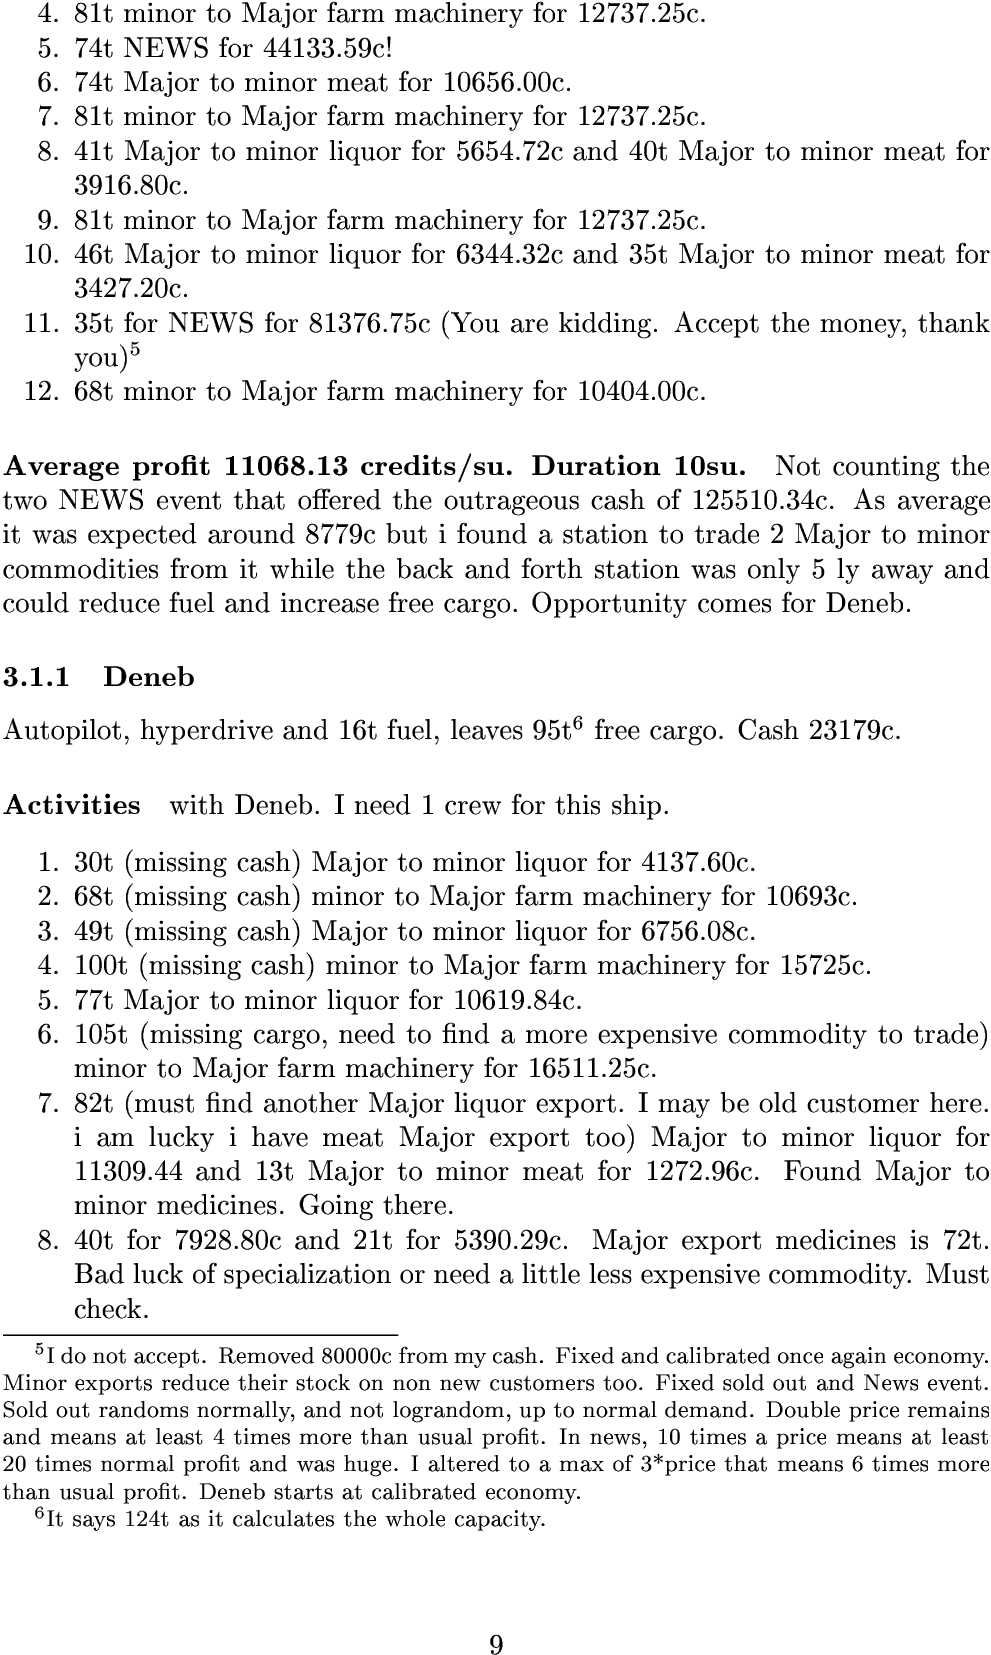 4. 81t minor to Major farm machinery for 12737.25c.
5. 74t NEWS for 44133.59c!
6. 74t Major to minor meat for 10656.00c.
7. 81t minor to Major farm machinery for 12737.25c.
8. 41t Major to minor liquor for 5654.72c and 40t Major to minor meat for
3916.80c.
9. 81t minor to Major farm machinery for 12737.25c.
10. 46t Major to minor liquor for 6344.32c and 35t Major to minor meat for
3427.20c.
11. 35t for NEWS for 81376.75c (You are kidding. Accept the money, thank
you)5
12. 68t minor to Major farm machinery for 10404.00c.
Average profit 11068.13 credits/su. Duration 10su. Not counting the
two NEWS event that offered the outrageous cash of 125510.34c. As average
it was expected around 8779c but i found a station to trade 2 Major to minor
commodities from it while the back and forth station was only 5 ly away and
could reduce fuel and increase free cargo. Opportunity comes for Deneb.
3.1.1 Deneb
Autopilot, hyperdrive and 16t fuel, leaves 95t6 free cargo. Cash 23179c.
Activities with Deneb. I need 1 crew for this ship.
1. 30t (missing cash) Major to minor liquor for 4137.60c.
2. 68t (missing cash) minor to Major farm machinery for 10693c.
3. 49t (missing cash) Major to minor liquor for 6756.08c.
4. 100t (missing cash) minor to Major farm machinery for 15725c.
5. 77t Major to minor liquor for 10619.84c.
6. 105t (missing cargo, need to find a more expensive commodity to trade)
minor to Major farm machinery for 16511.25c.
7. 82t (must find another Major liquor export. I may be old customer here.
i am lucky i have meat Major export too) Major to minor liquor for
11309.44 and 13t Major to minor meat for 1272.96c. Found Major to
minor medicines. Going there.
8. 40t for 7928.80c and 21t for 5390.29c. Major export medicines is 72t.
Bad luck of specialization or need a little less expensive commodity. Must
check.
5I do not accept. Removed 80000c from my cash. Fixed and calibrated once again economy.
Minor exports reduce their stock on non new customers too. Fixed sold out and News event.
Sold out randoms normally, and not lograndom, up to normal demand. Double price remains
and means at least 4 times more than usual profit. In news, 10 times a price means at least
20 times normal profit and was huge. I altered to a max of 3*price that means 6 times more
than usual profit. Deneb starts at calibrated economy.
6It says 124t as it calculates the whole capacity.
9